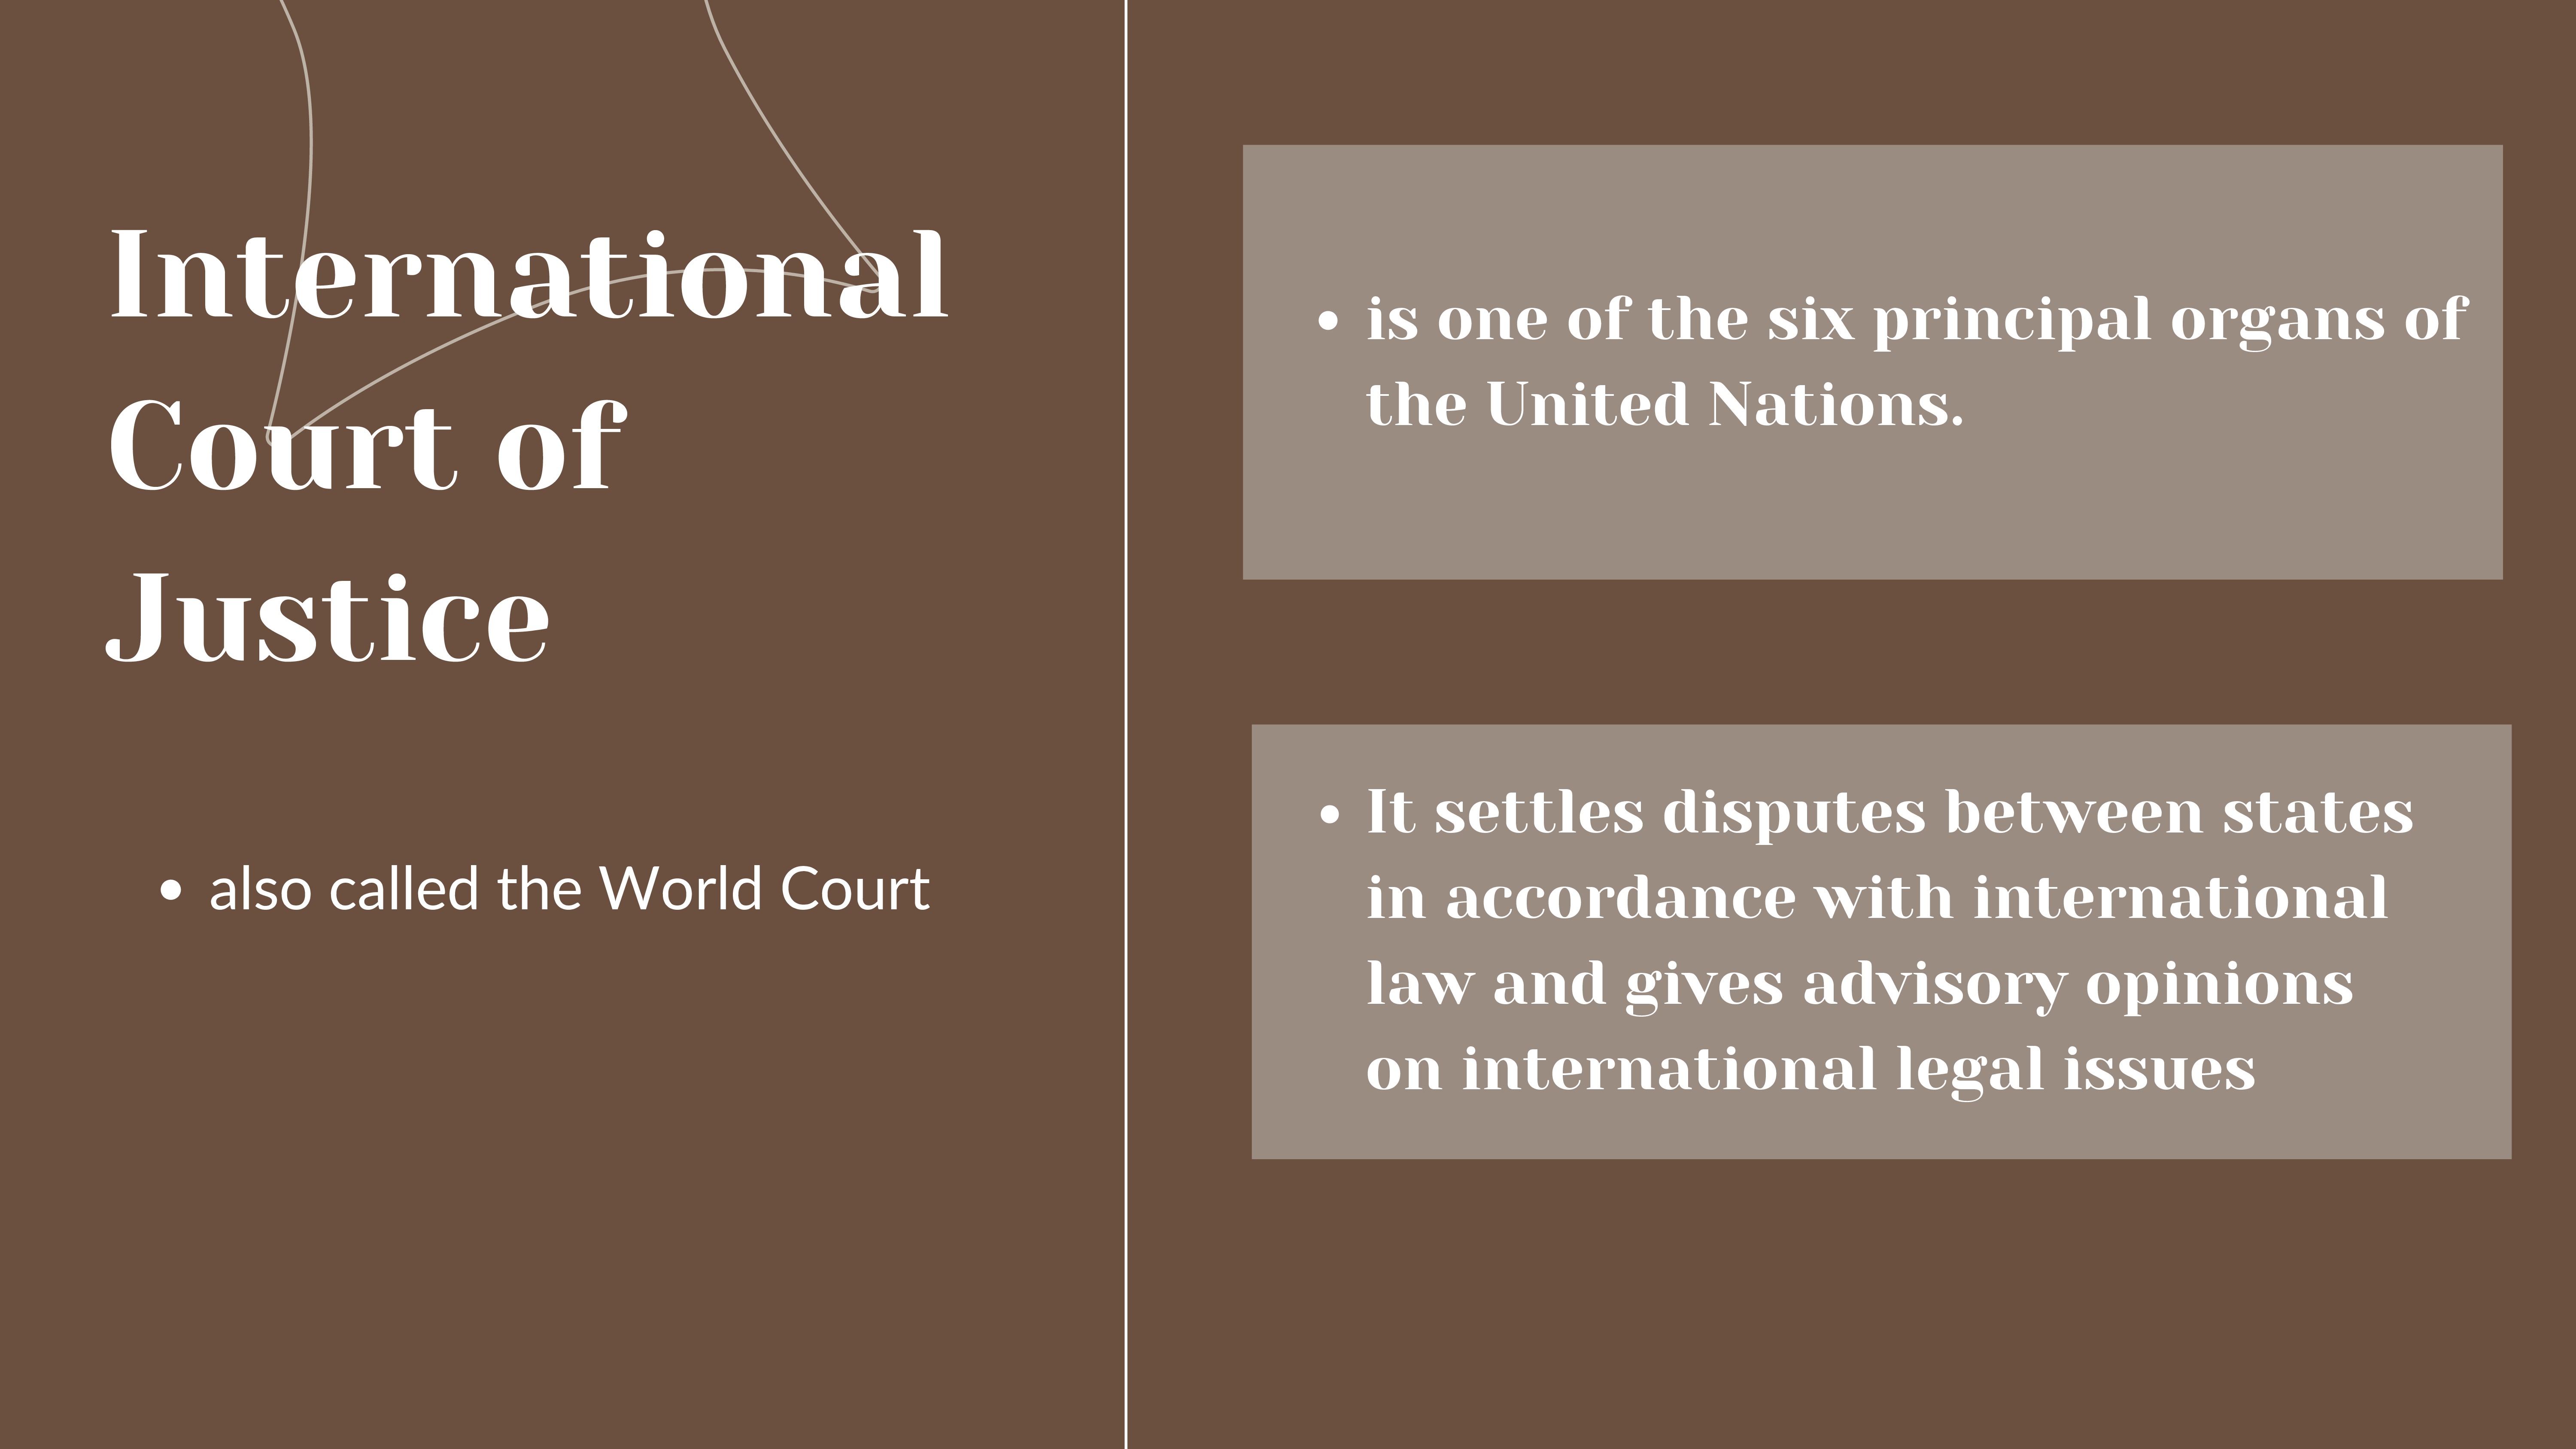 International
Court of
Justice
• also called the World Court
• is one of the six principal organs of
the United Nations.
• It settles disputes between states
in accordance with international
law and gives advisory opinions
on international legal issues